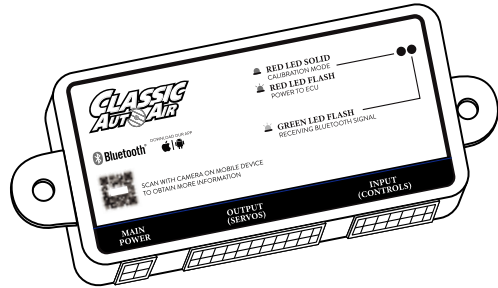 CLASSIC
AUTO AIR
Bluetooth™
DOWNLOAD OUR APP
SCAN WITH CAMERA ON MOBILE DEVICE
TO OBTAIN MORE INFORMATION
RED LED SOLID
CALIBRATION MODE
RED LED FLASH
POWER TO ECU
GREEN LED FLASH
RECEIVING BLUETOOTH SIGNAL
MAIN
POWER
OUTPUT
(SERVOS)
INPUT
(CONTROLS)